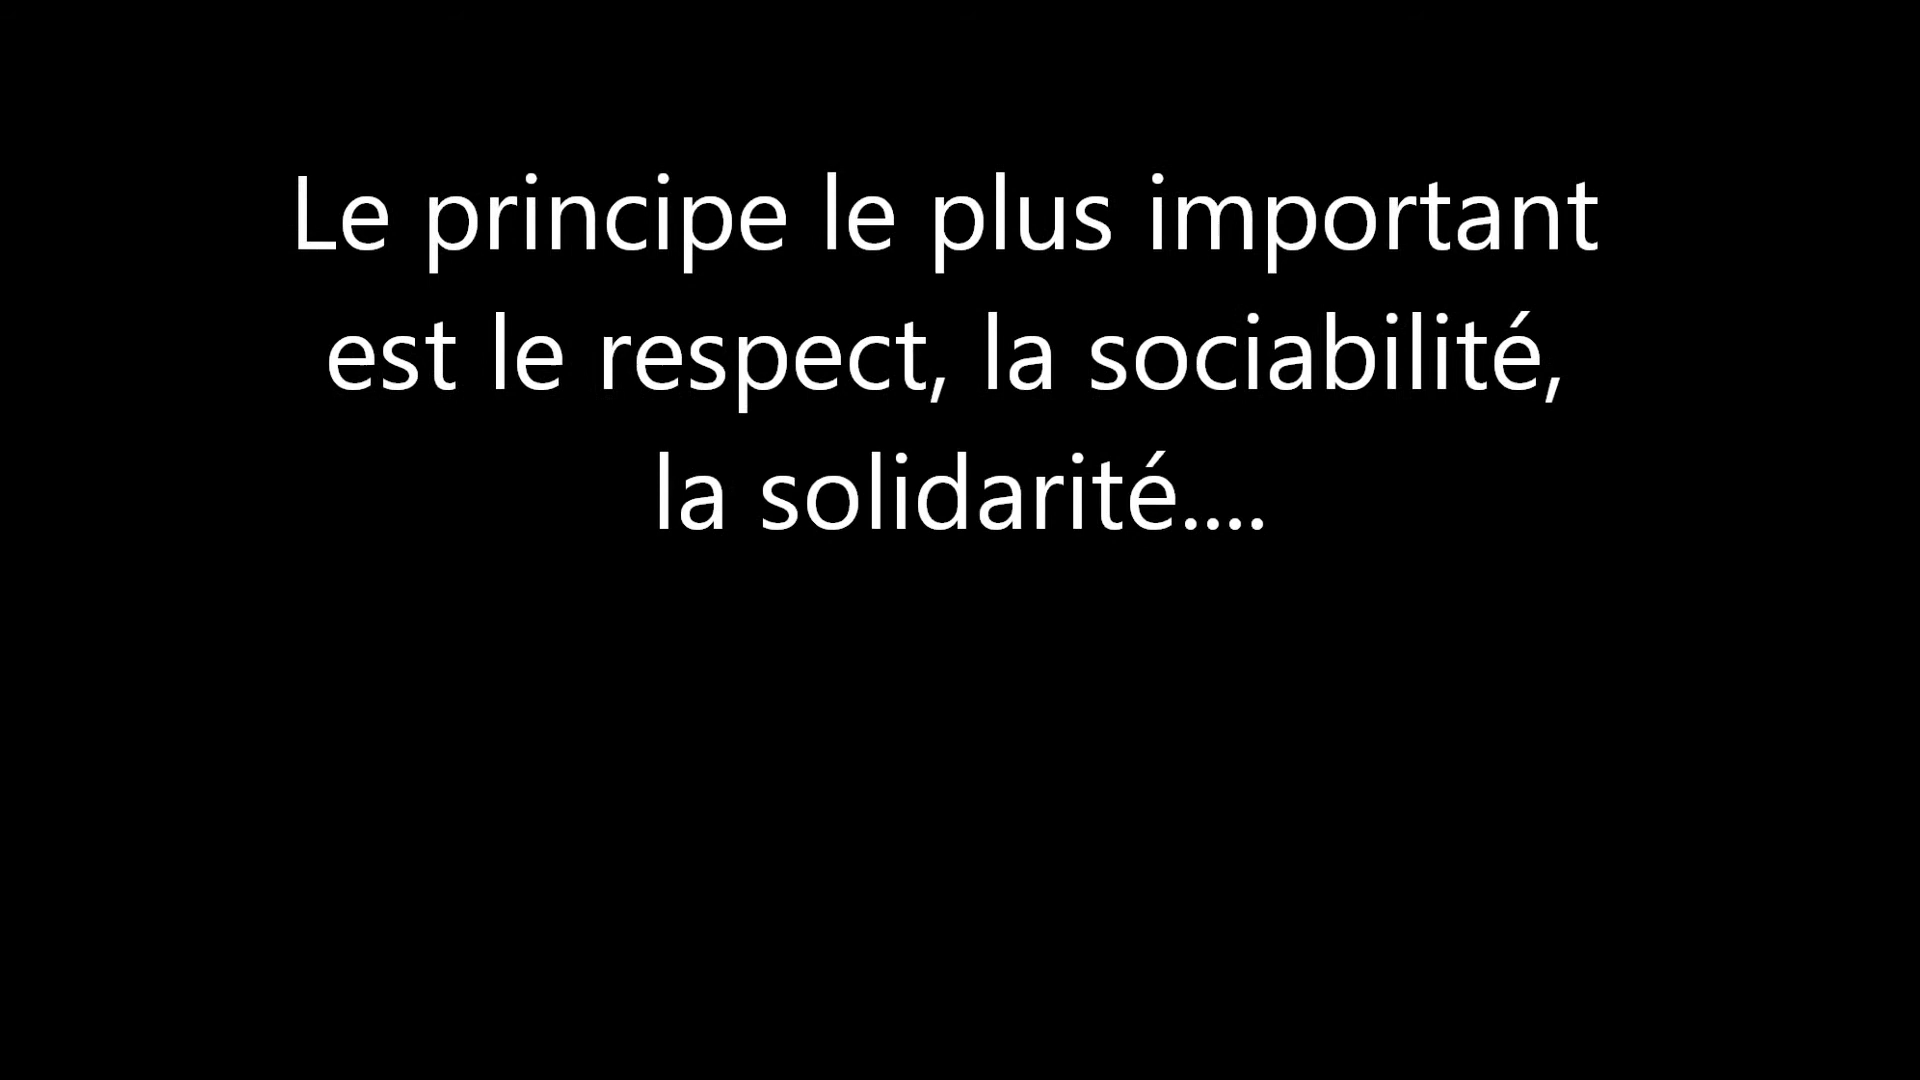 Le principe le plus important
est le respect, la sociabilité,
la solidarité....